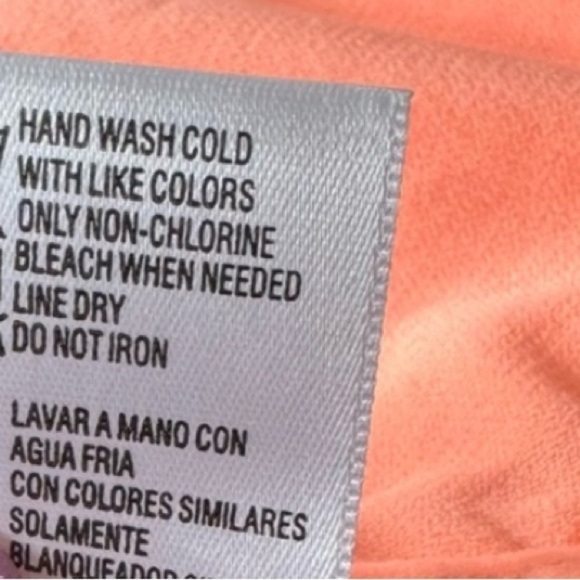 HAND WASH COLD
WITH LIKE COLORS
ONLY NON-CHLORINE
BLEACH WHEN NEEDED
LINE DRY
DO NOT IRON
LAVAR A MANO CON
AGUA FRIA
CON COLORES SIMILARES
SOLAMENTE
BLANQUEADOR